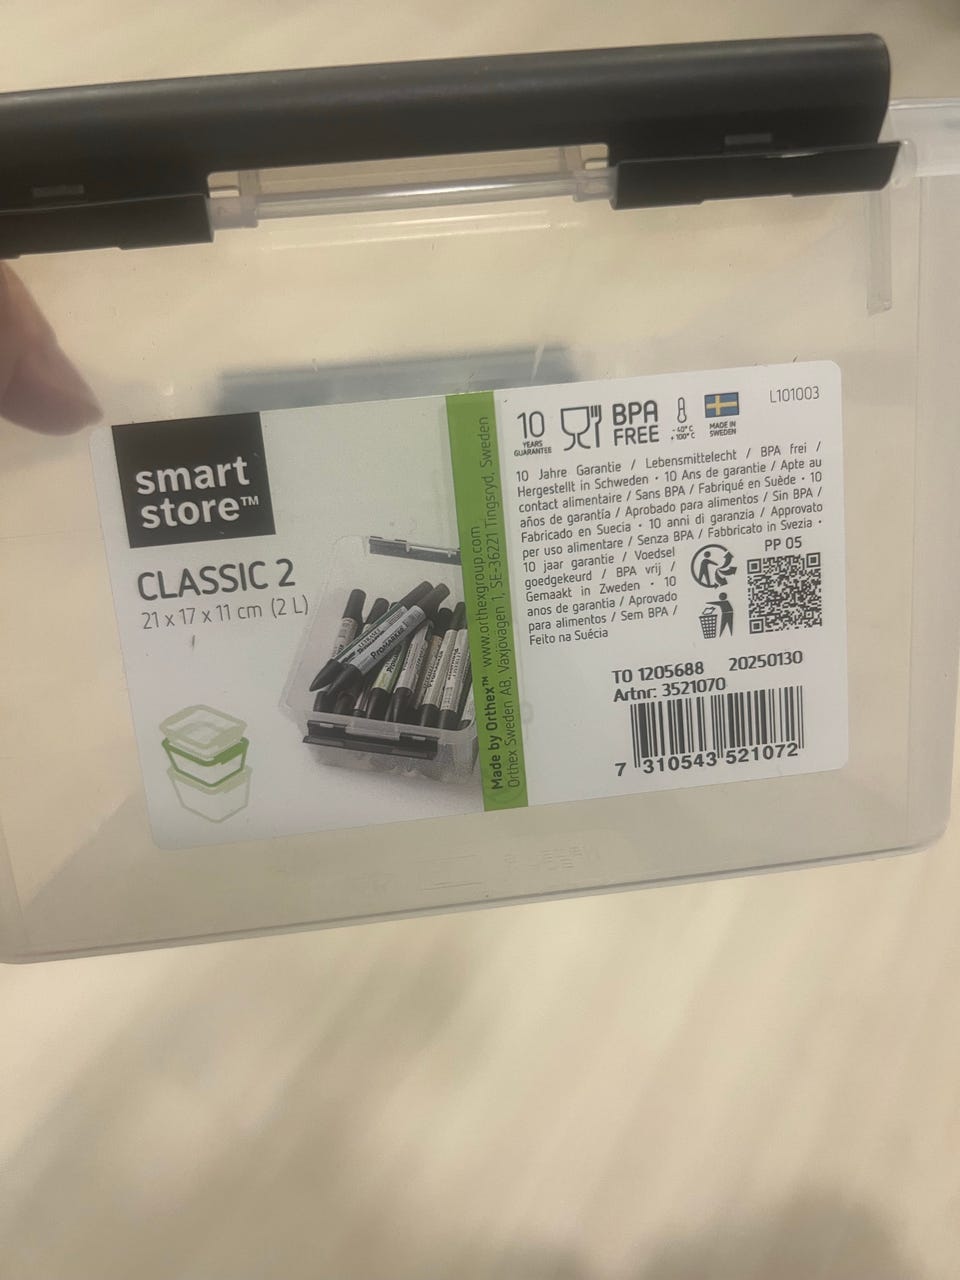 smart
store™
CLASSIC 2
21 x 17 x 11 cm (2 L)
PROMARKER
Made by Orthex™ www.orthexgroup.com
Orthex Sweden AB, Växjövägen 1, SE-36221 Tingsryd, Sweden
10
YEARS
GUARANTEE
BPA
FREE
- 40°C
+ 100°C
MADE IN
SWEDEN
L101003
10 Jahre Garantie / Lebensmittelecht / BPA frei /
Hergestellt in Schweden · 10 Ans de garantie / Apte au
contact alimentaire / Sans BPA / Fabriqué en Suède · 10
años de garantía / Aprobado para alimentos / Sin BPA /
Fabricado en Suecia · 10 anni di garanzia / Approvato
per uso alimentare / Senza BPA / Fabbricato in Svezia ·
10 jaar garantie / Voedsel
goedgekeurd / BPA vrij /
Gemaakt in Zweden · 10
anos de garantia / Aprovado
para alimentos / Sem BPA /
Feito na Suécia
PP 05
TO 1205688 20250130
Artnr: 3521070
7 310543 521072